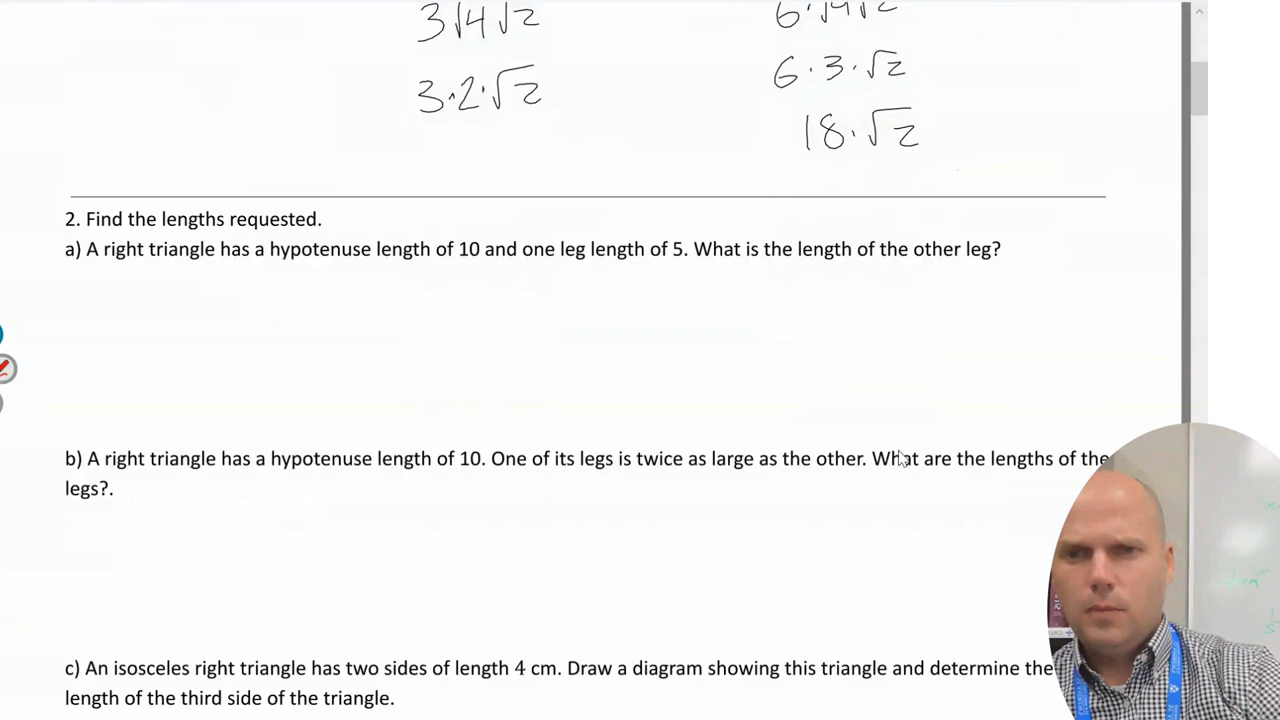 3√4√2
6·√9√2
3·2·√2
6·3·√2
18·√2
2. Find the lengths requested.
a) A right triangle has a hypotenuse length of 10 and one leg length of 5. What is the length of the other leg?
b) A right triangle has a hypotenuse length of 10. One of its legs is twice as large as the other. What are the lengths of the
legs?.
c) An isosceles right triangle has two sides of length 4 cm. Draw a diagram showing this triangle and determine the
length of the third side of the triangle.